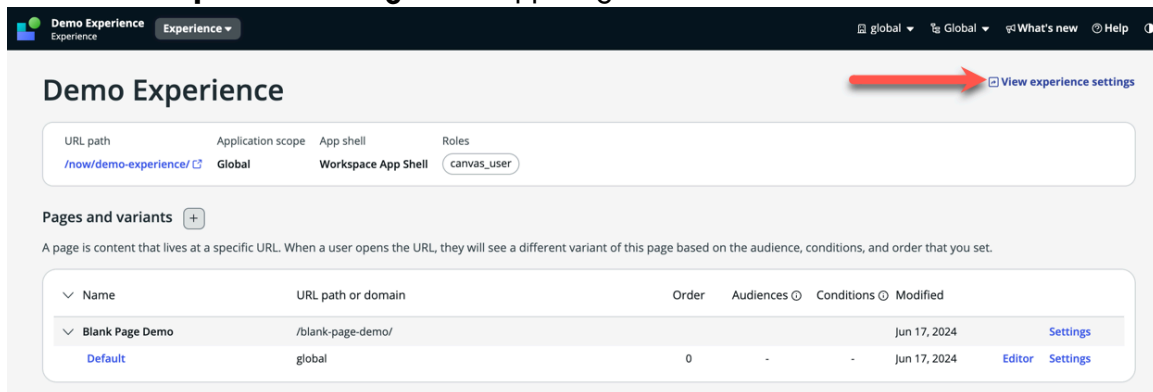 Demo Experience
Experience
Experience
global
Global
What's new
Help
Demo Experience
View experience settings
URL path Application scope App shell Roles
/now/demo-experience/ Global Workspace App Shell canvas_user
Pages and variants +
A page is content that lives at a specific URL. When a user opens the URL, they will see a different variant of this page based on the audience, conditions, and order that you set.
Name URL path or domain Order Audiences Conditions Modified
Blank Page Demo /blank-page-demo/ Jun 17, 2024 Settings
Default global 0 - - Jun 17, 2024 Editor Settings